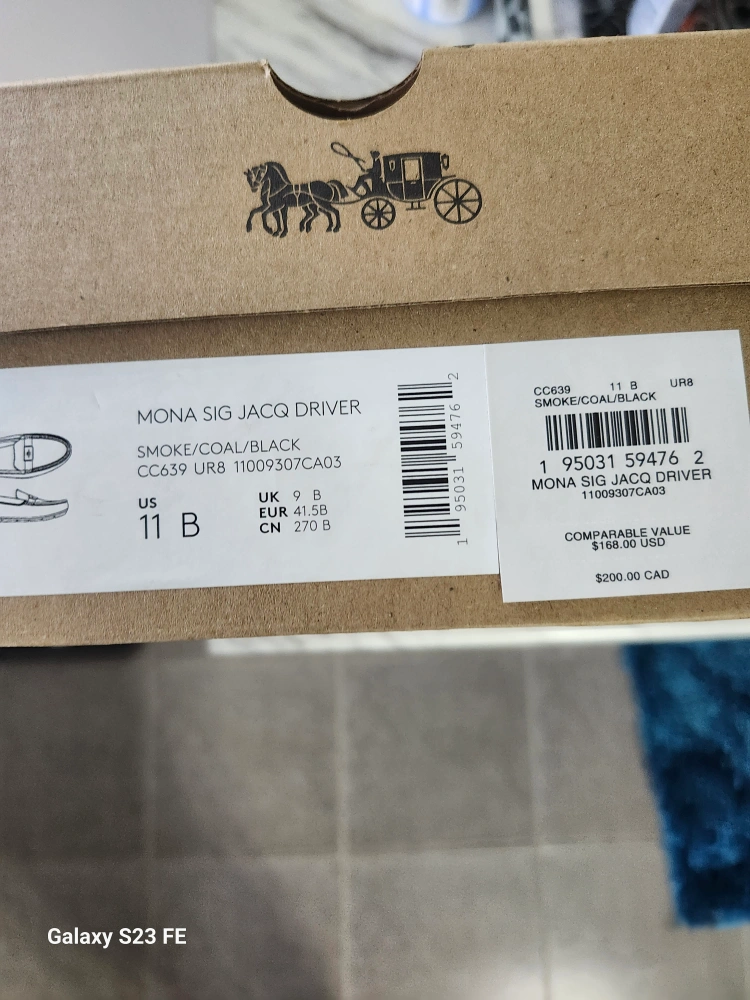 MONA SIG JACQ DRIVER
SMOKE/COAL/BLACK
CC639 UR8 11009307CA03
US
11 B
UK 9 B
EUR 41.5B
CN 270 B
1 95031 59476 2
CC639 11 B UR8
SMOKE/COAL/BLACK
1 95031 59476 2
MONA SIG JACQ DRIVER
11009307CA03
COMPARABLE VALUE
$168.00 USD
$200.00 CAD
Galaxy S23 FE